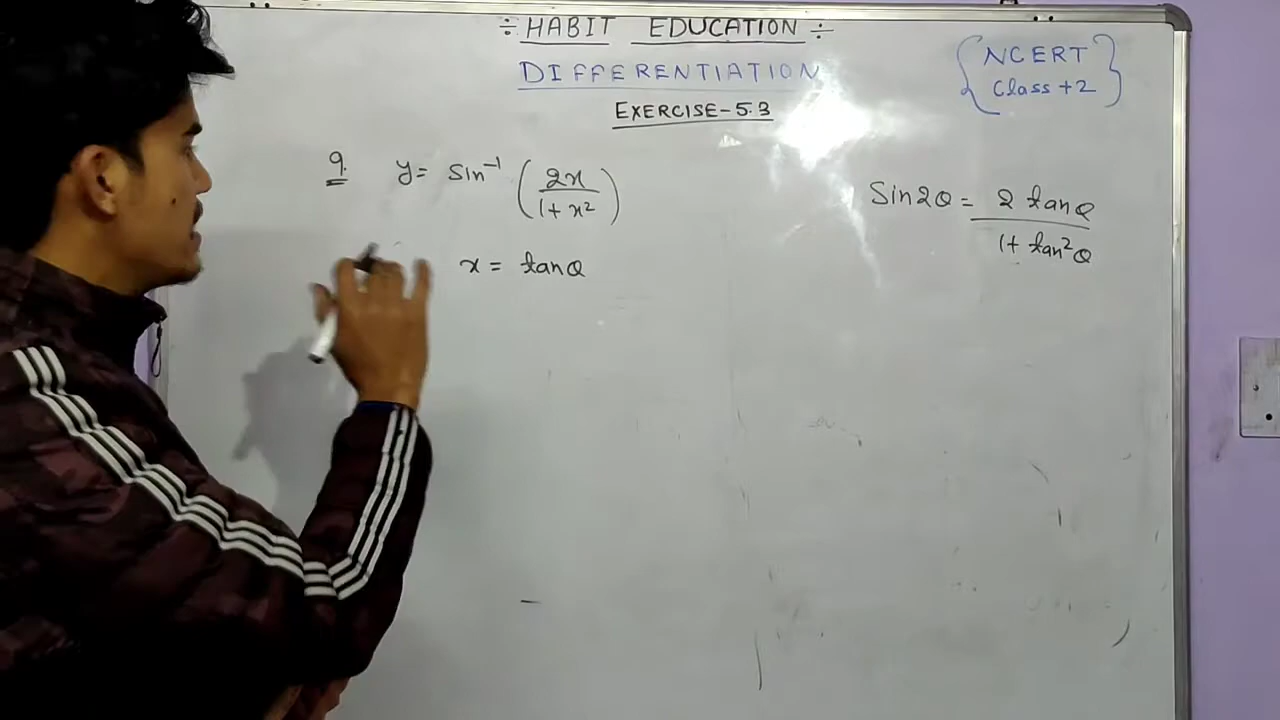 ÷ HABIT EDUCATION ÷
DIFFERENTIATION
EXERCISE-5.3
{NCERT
Class +2}
9. y= Sin⁻¹ (2x/1+x²)
x = tanθ
Sin2θ = 2 tanθ/1+ tan²θ